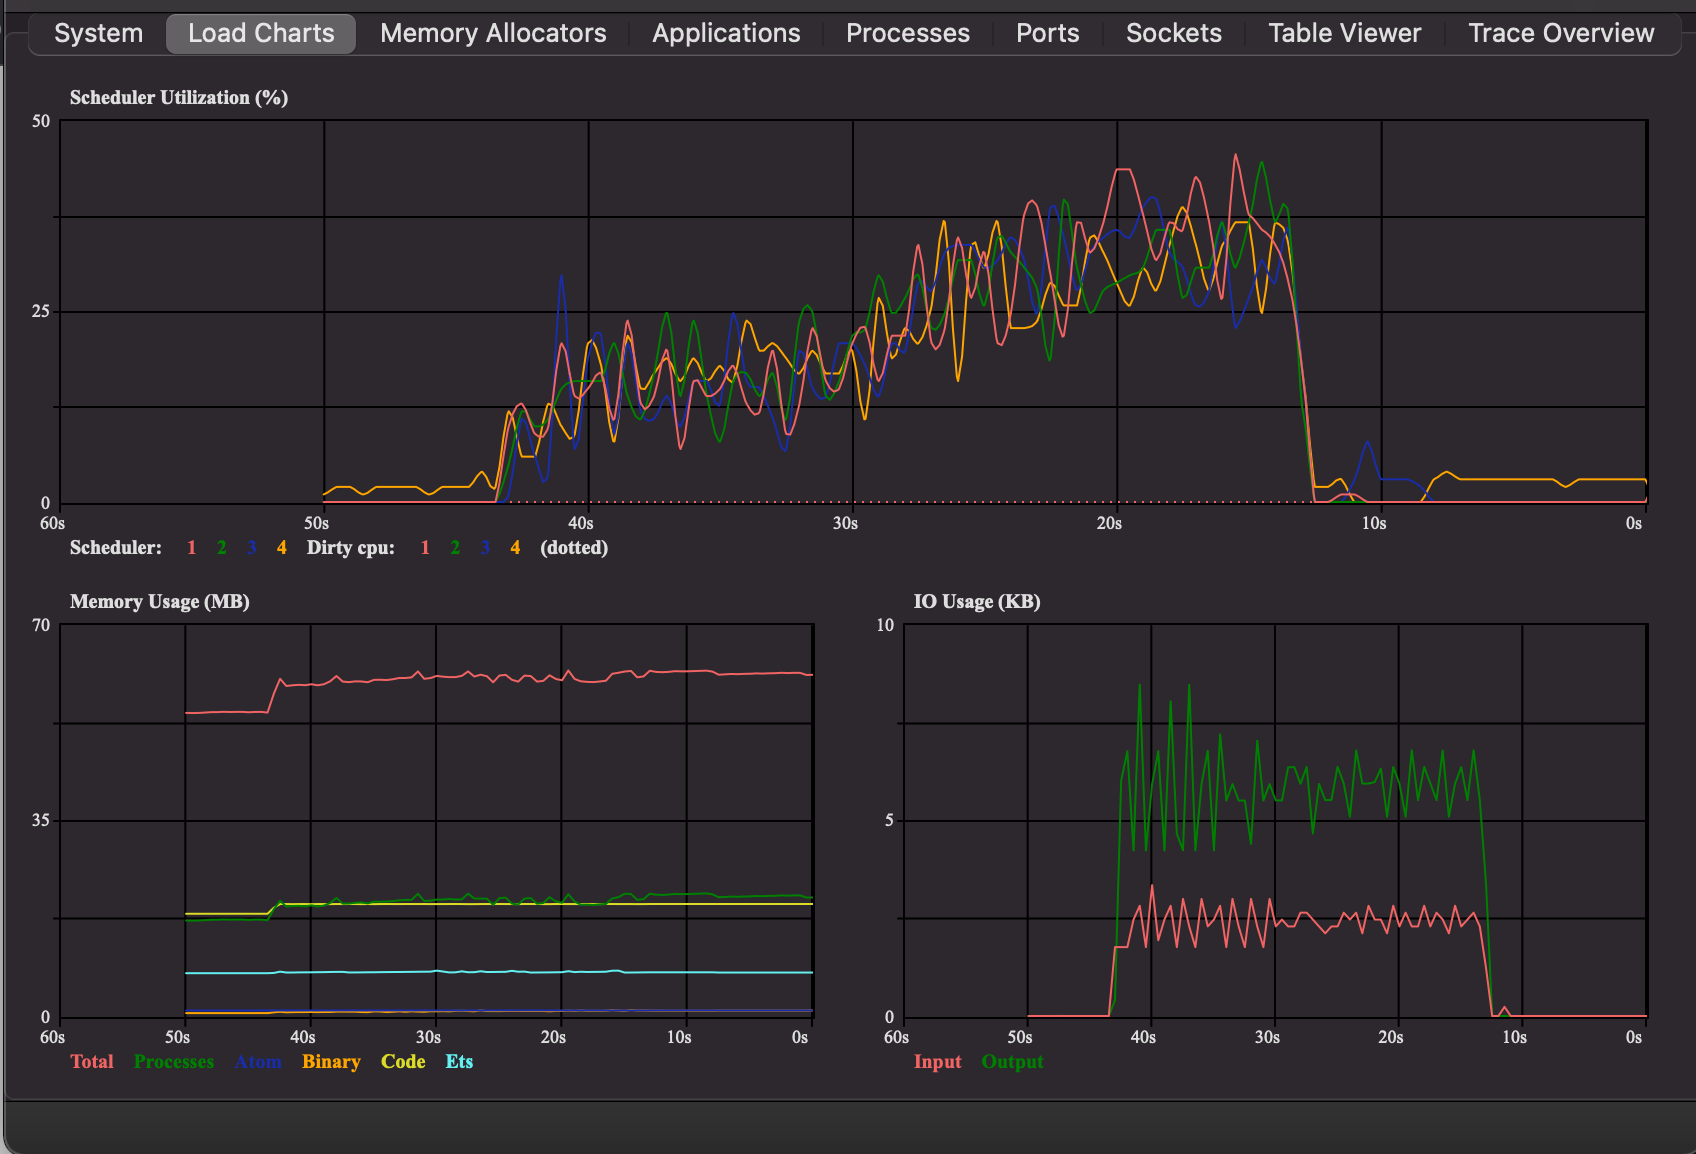 System Load Charts Memory Allocators Applications Processes Ports Sockets Table Viewer Trace Overview
Scheduler Utilization (%)
50
25
0
60s 50s 40s 30s 20s 10s 0s
Scheduler: 1 2 3 4 Dirty cpu: 1 2 3 4 (dotted)
Memory Usage (MB)
70
35
0
60s 50s 40s 30s 20s 10s 0s
Total Processes Atom Binary Code Ets
IO Usage (KB)
10
5
0
60s 50s 40s 30s 20s 10s 0s
Input Output